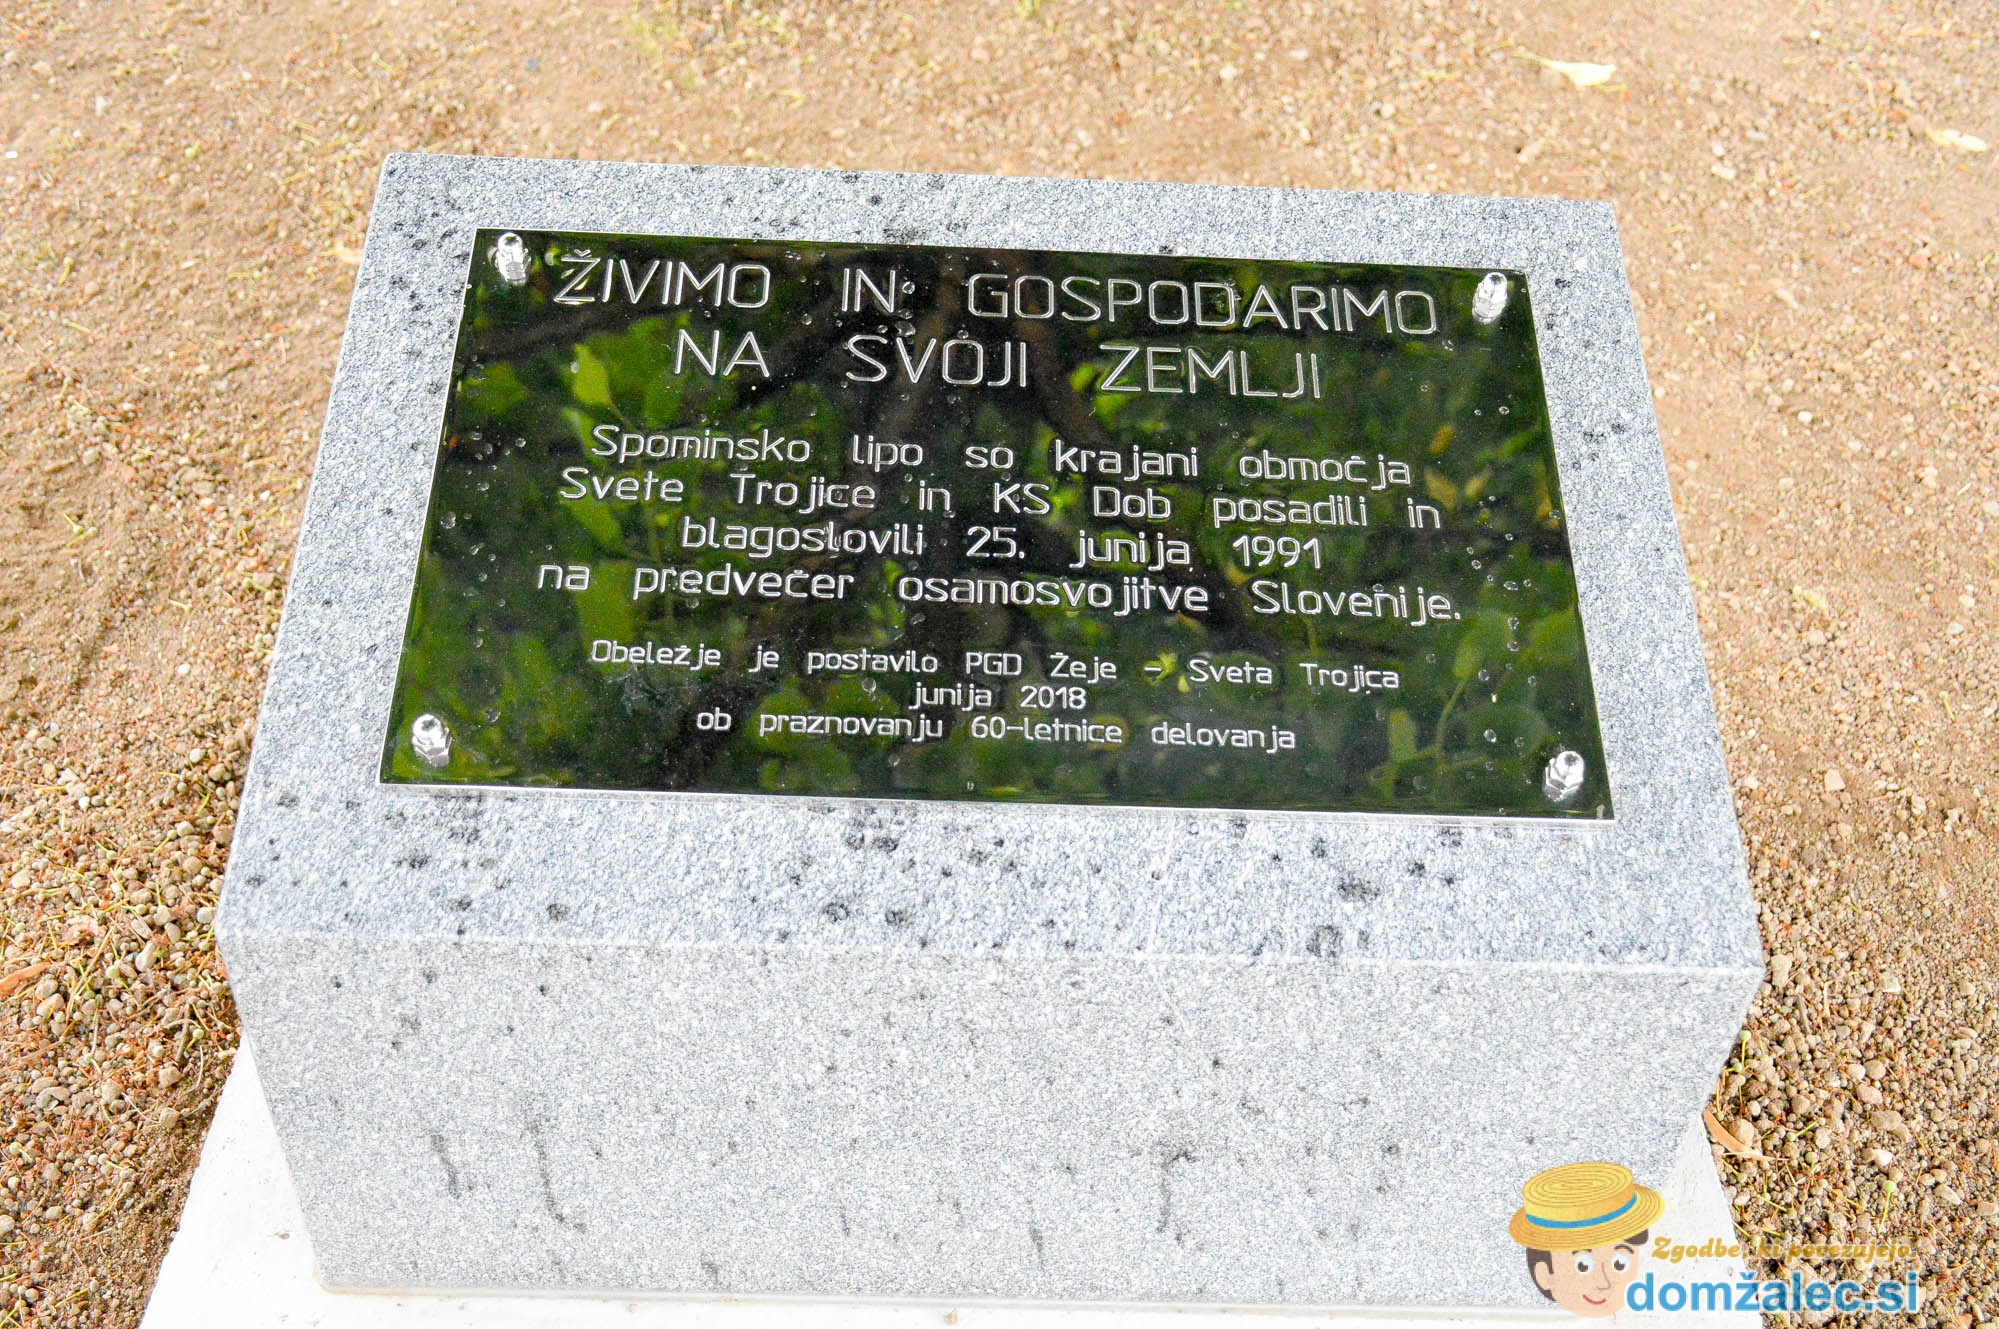 ŽIVIMO IN GOSPODARIMO
NA SVOJI ZEMLJI
Spominsko lipo so krajani območja
Svete Trojice in KS Dob posadili in
blagoslovili 25. junija 1991
na predvečer osamosvojitve Slovenije.
Obeležje je postavilo PGD Žeje - Sveta Trojica
junija 2018
ob praznovanju 60-letnice delovanja
Zgodbe, ki povezujejo.
domžalec.si